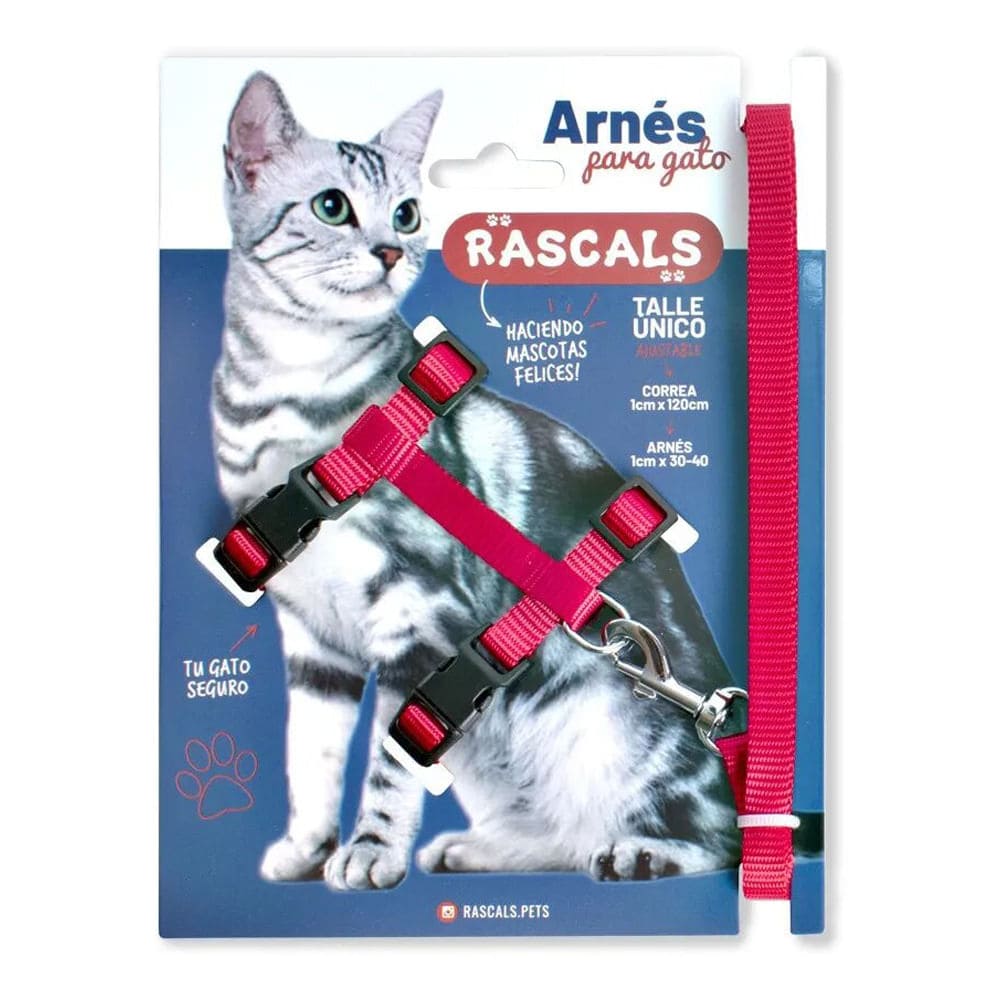 Arnés
para gato
RASCALS
HACIENDO
MASCOTAS
FELICES!
TALLE
UNICO
AJUSTABLE
CORREA
1cm x 120cm
ARNÉS
1cm x 30-40
TU GATO
SEGURO
RASCALS.PETS